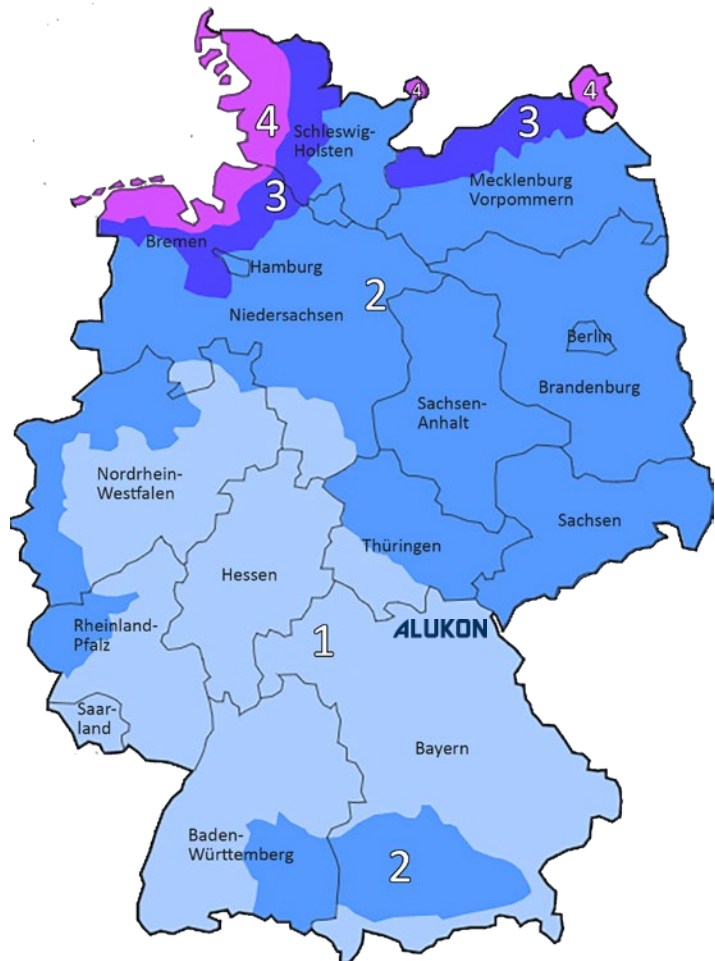 4
4
4
3
Schleswig-
Holsten
Mecklenburg
Vorpommern
3
Bremen
Hamburg
2
Niedersachsen
Berlin
Brandenburg
Sachsen-
Anhalt
Nordrhein-
Westfalen
Sachsen
Thüringen
Hessen
Rheinland-
Pfalz
1
ALUKON
Saar-
land
Bayern
Baden-
Württemberg
2